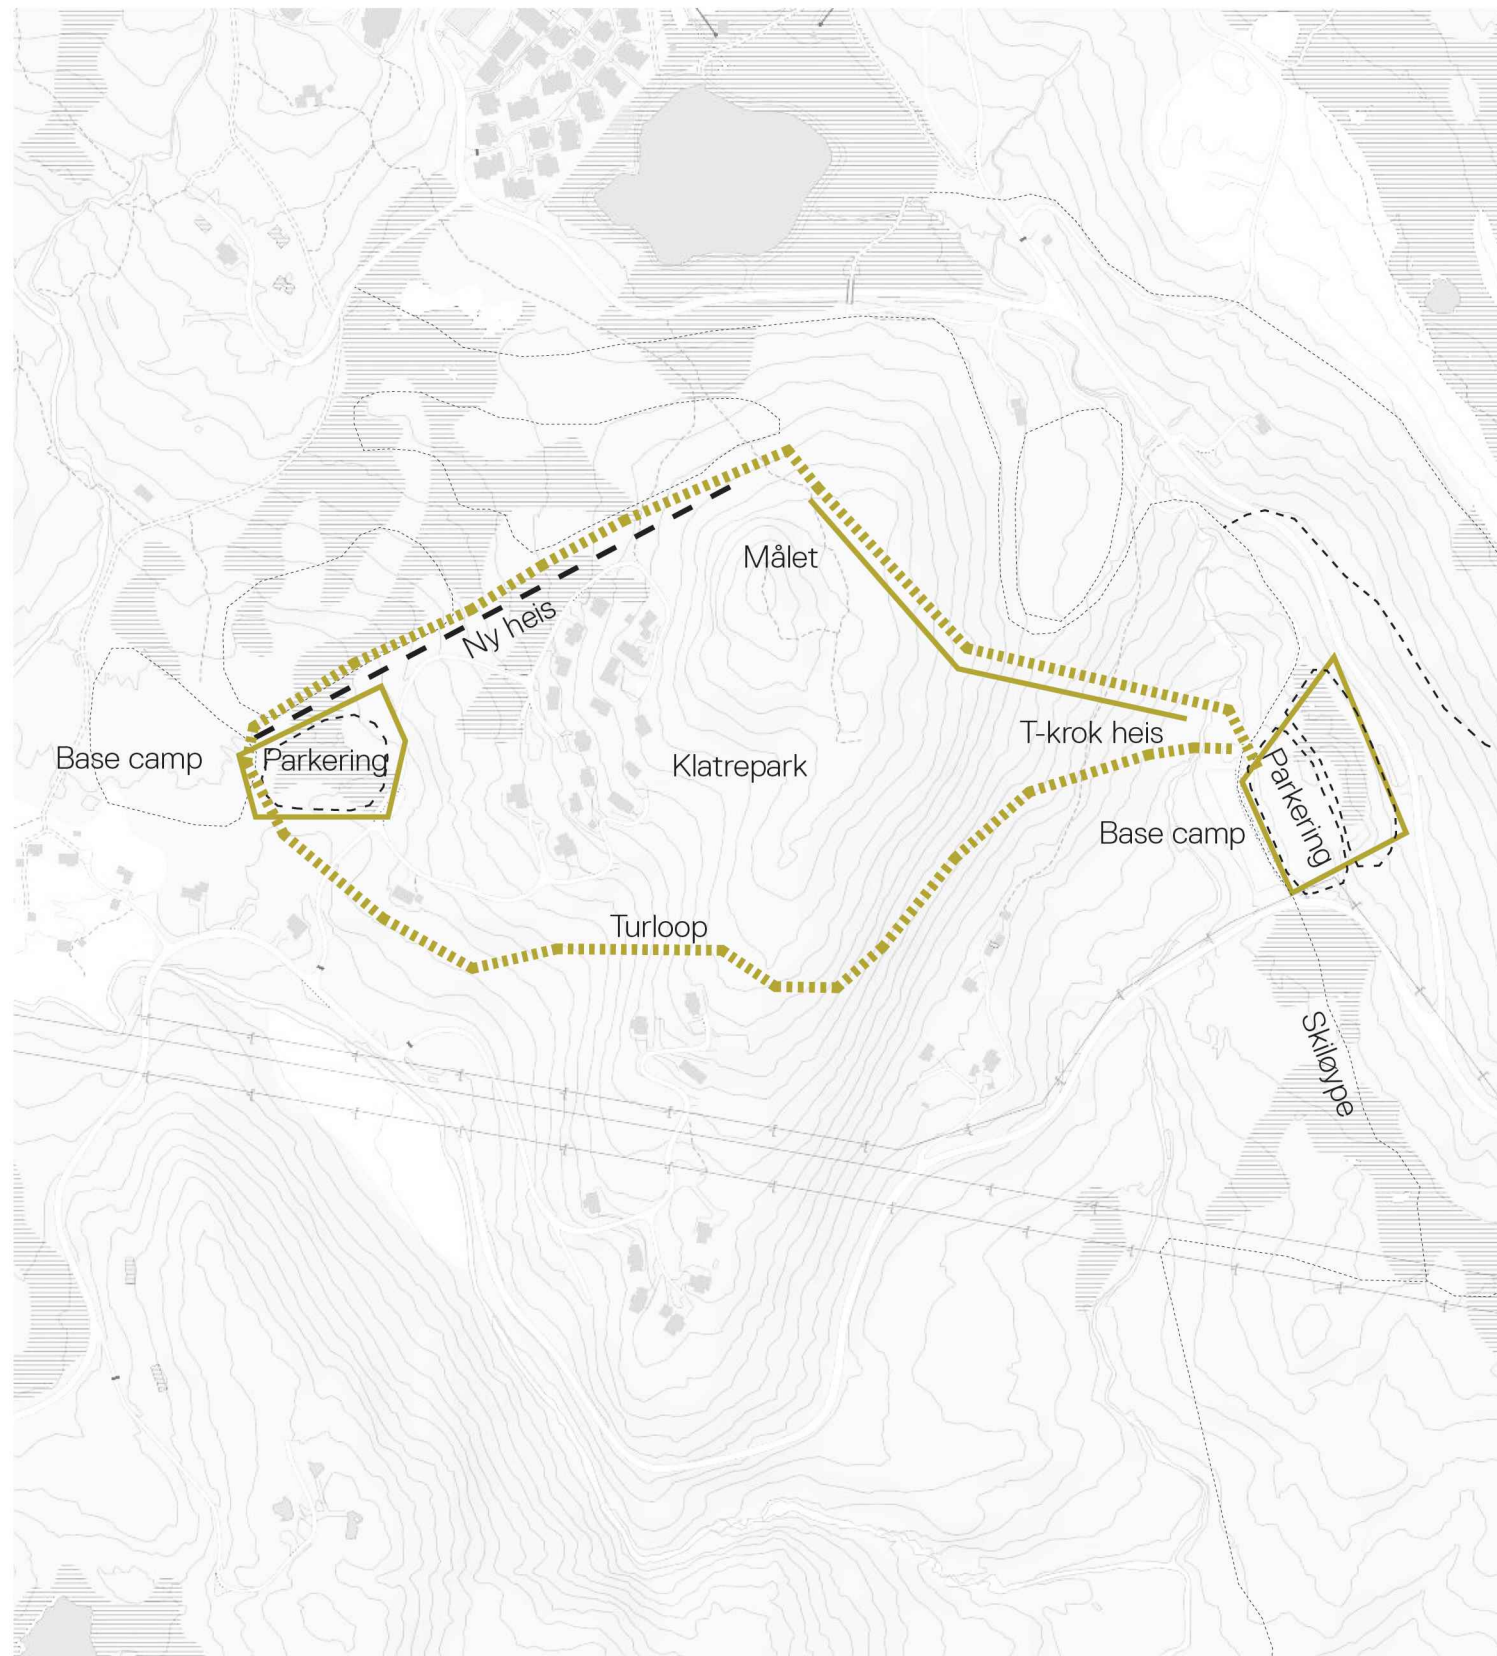 Målet
Ny heis
T-krok heis
Base camp
Parkering
Klatrepark
Parkering
Base camp
Turloop
Skiløype